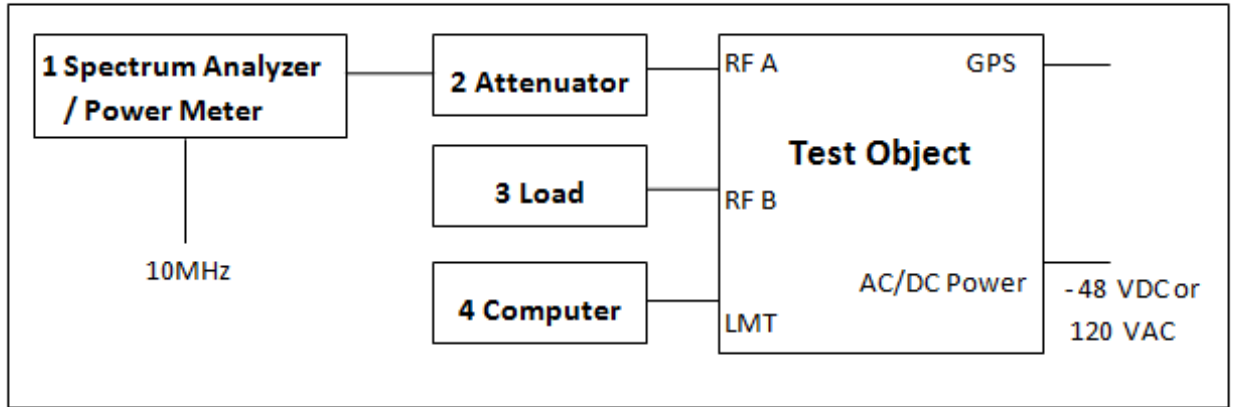 1 Spectrum Analyzer
/ Power Meter
10MHz
2 Attenuator
3 Load
4 Computer
RF A
GPS
Test Object
RF B
AC/DC Power
LMT
-48 VDC or
120 VAC